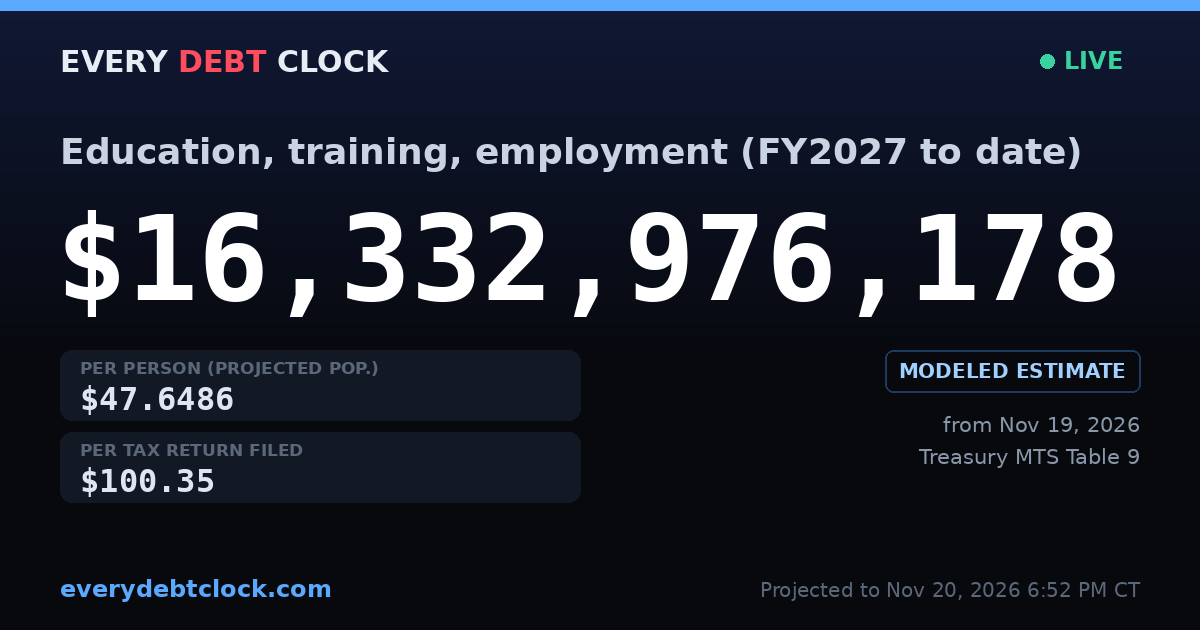 EVERY DEBT CLOCK
LIVE
Education, training, employment (FY2027 to date)
$16,332,976,178
PER PERSON (PROJECTED POP.)
$47.6486
PER TAX RETURN FILED
$100.35
MODELED ESTIMATE
from Nov 19, 2026
Treasury MTS Table 9
everydebtclock.com
Projected to Nov 20, 2026 6:52 PM CT